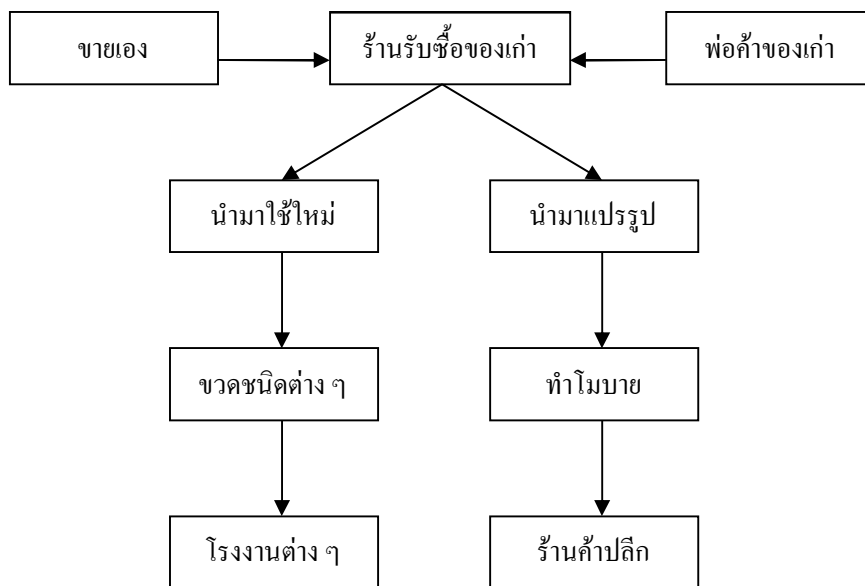 ขายเอง
ร้านรับซื้อของเก่า
พ่อค้าของเก่า
นำมาใช้ใหม่
นำมาแปรรูป
ขวดชนิดต่าง ๆ
ทำโมบาย
โรงงานต่าง ๆ
ร้านค้าปลีก